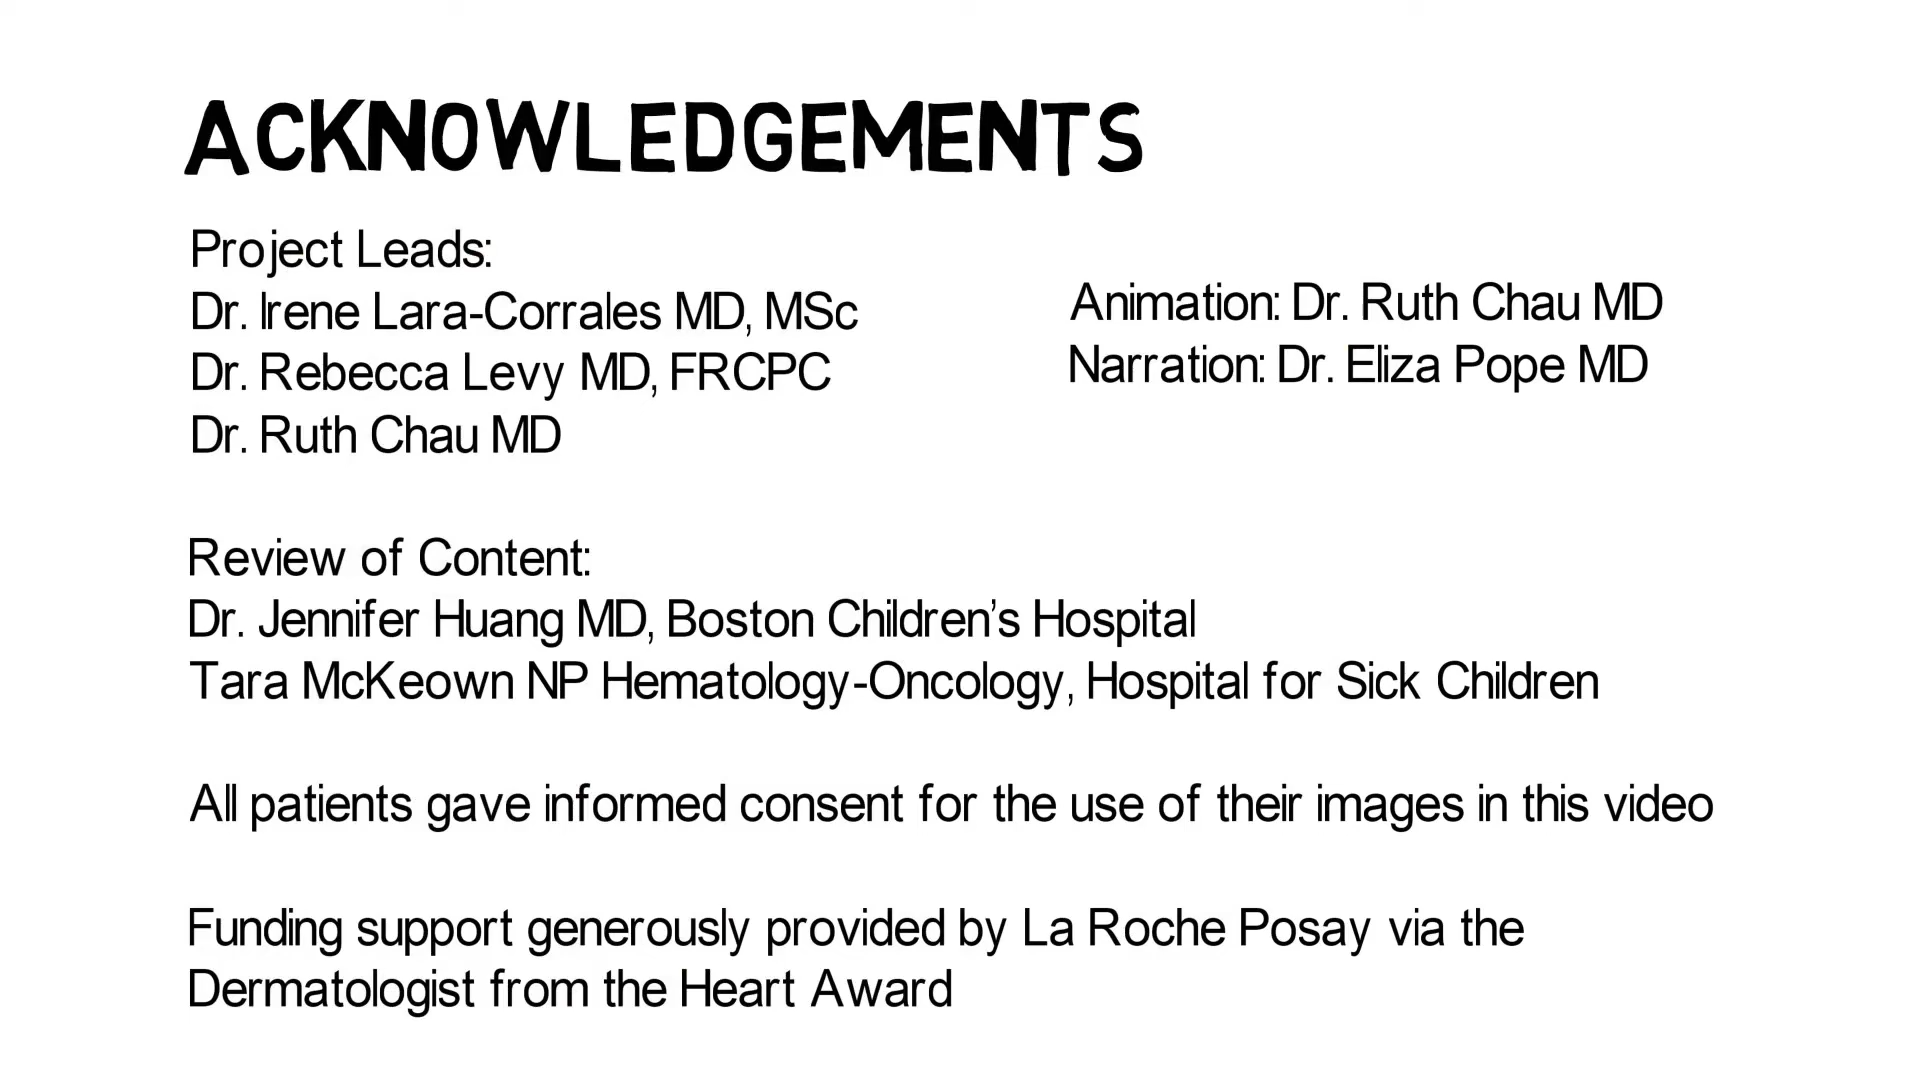 ACKNOWLEDGEMENTS
Project Leads:
Dr. Irene Lara-Corrales MD, MSc
Dr. Rebecca Levy MD, FRCPC
Dr. Ruth Chau MD
Animation: Dr. Ruth Chau MD
Narration: Dr. Eliza Pope MD
Review of Content:
Dr. Jennifer Huang MD, Boston Children’s Hospital
Tara McKeown NP Hematology-Oncology, Hospital for Sick Children
All patients gave informed consent for the use of their images in this video
Funding support generously provided by La Roche Posay via the
Dermatologist from the Heart Award